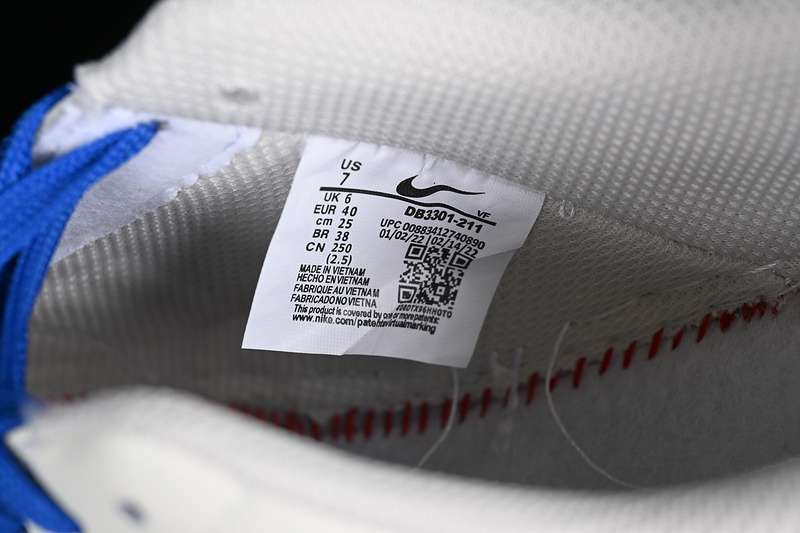 US
7
UK 6
EUR 40
cm 25
BR 38
CN 250
(2.5)
VF
DB3301-211
UPC 00883412740890
01/02/22 02/14/22
MADE IN VIETNAM
HECHO EN VIETNAM
FABRIQUE AU VIETNAM
FABRICADO NO VIETNA
This product is covered by one or more patents:
www.nike.com/patents
virtualmarking